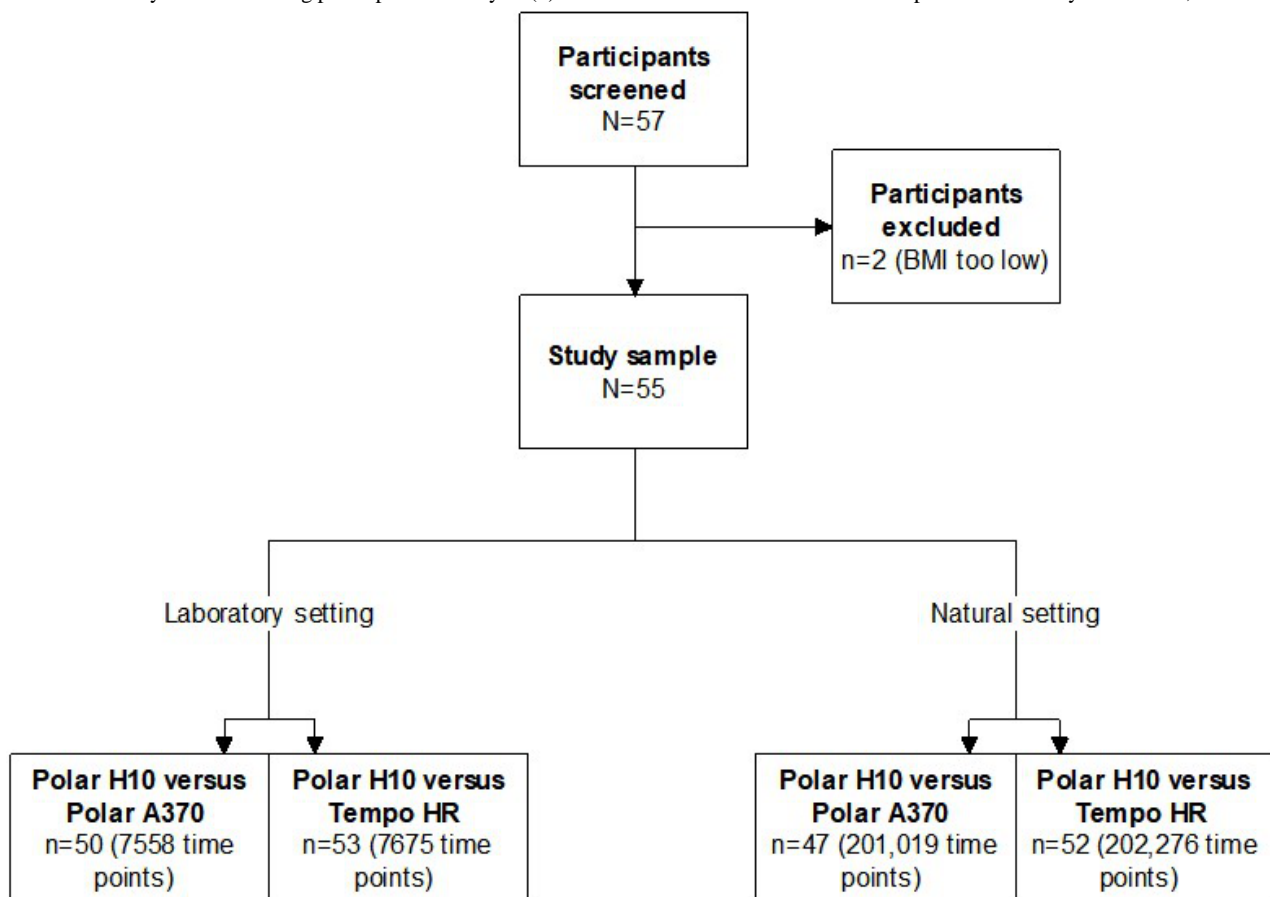 Participants
screened
N=57
Participants
excluded
n=2 (BMI too low)
Study sample
N=55
Laboratory setting
Natural setting
Polar H10 versus
Polar A370
n=50 (7558 time
points)
Polar H10 versus
Tempo HR
n=53 (7675 time
points)
Polar H10 versus
Polar A370
n=47 (201,019 time
points)
Polar H10 versus
Tempo HR
n=52 (202,276 time
points)